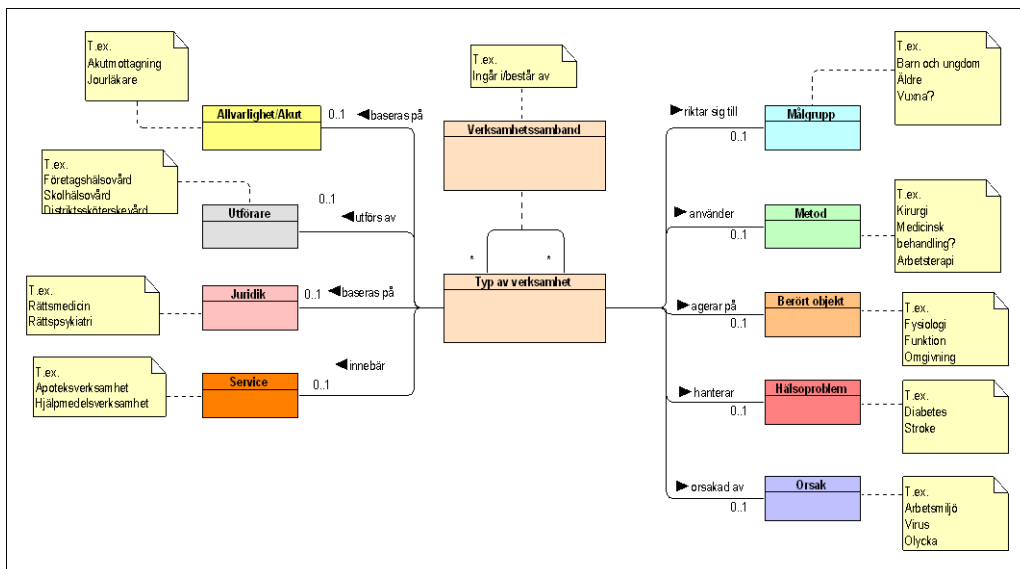 T.ex.
Akutmottagning
Jourläkare
Allvarlighet/Akut
0..1
baseras på
T.ex.
Företagshälsovård
Skolhälsovård
Distriktssköterskevård
Utförare
0..1
utförs av
T.ex.
Rättsmedicin
Rättspsykiatri
Juridik
0..1
baseras på
T.ex.
Apoteksverksamhet
Hjälpmedelsverksamhet
Service
0..1
innebär
T.ex.
Ingår i/består av
Verksamhetssamband
*
*
Typ av verksamhet
riktar sig till
0..1
Målgrupp
T.ex.
Barn och ungdom
Äldre
Vuxna?
använder
0..1
Metod
T.ex.
Kirurgi
Medicinsk
behandling?
Arbetsterapi
agerar på
0..1
Berört objekt
T.ex.
Fysiologi
Funktion
Omgivning
hanterar
0..1
Hälsoproblem
T.ex.
Diabetes
Stroke
orsakad av
0..1
Orsak
T.ex.
Arbetsmiljö
Virus
Olycka